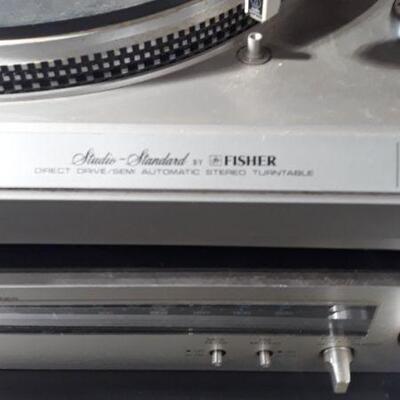 Studio-Standard BY FISHER
DIRECT DRIVE/SEMI AUTOMATIC STEREO TURNTABLE